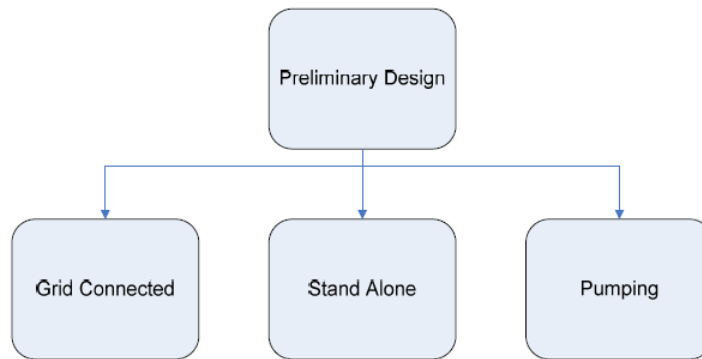 Preliminary Design
Grid Connected
Stand Alone
Pumping